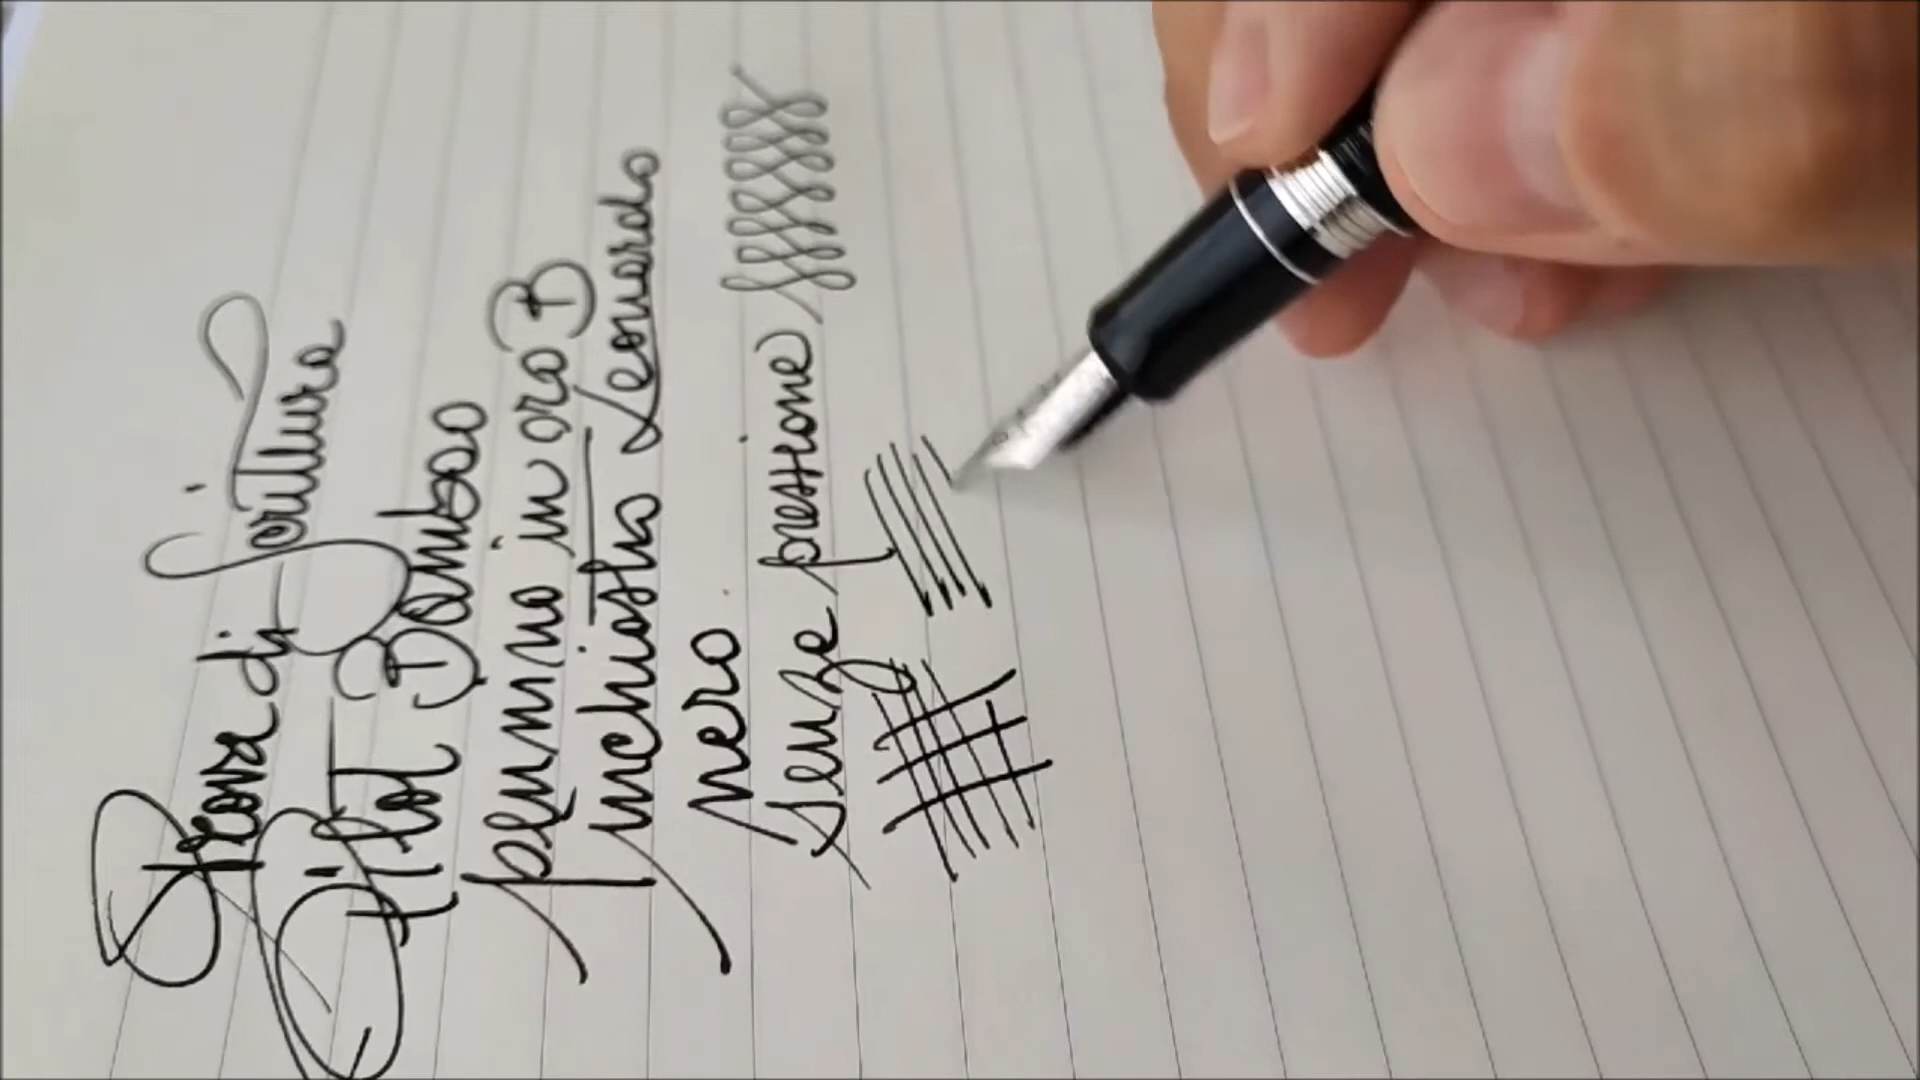 Prova di Scrittura
Pilot Bamboo
pennino in oro B
inchiostro Leonardo
nero
senza pressione